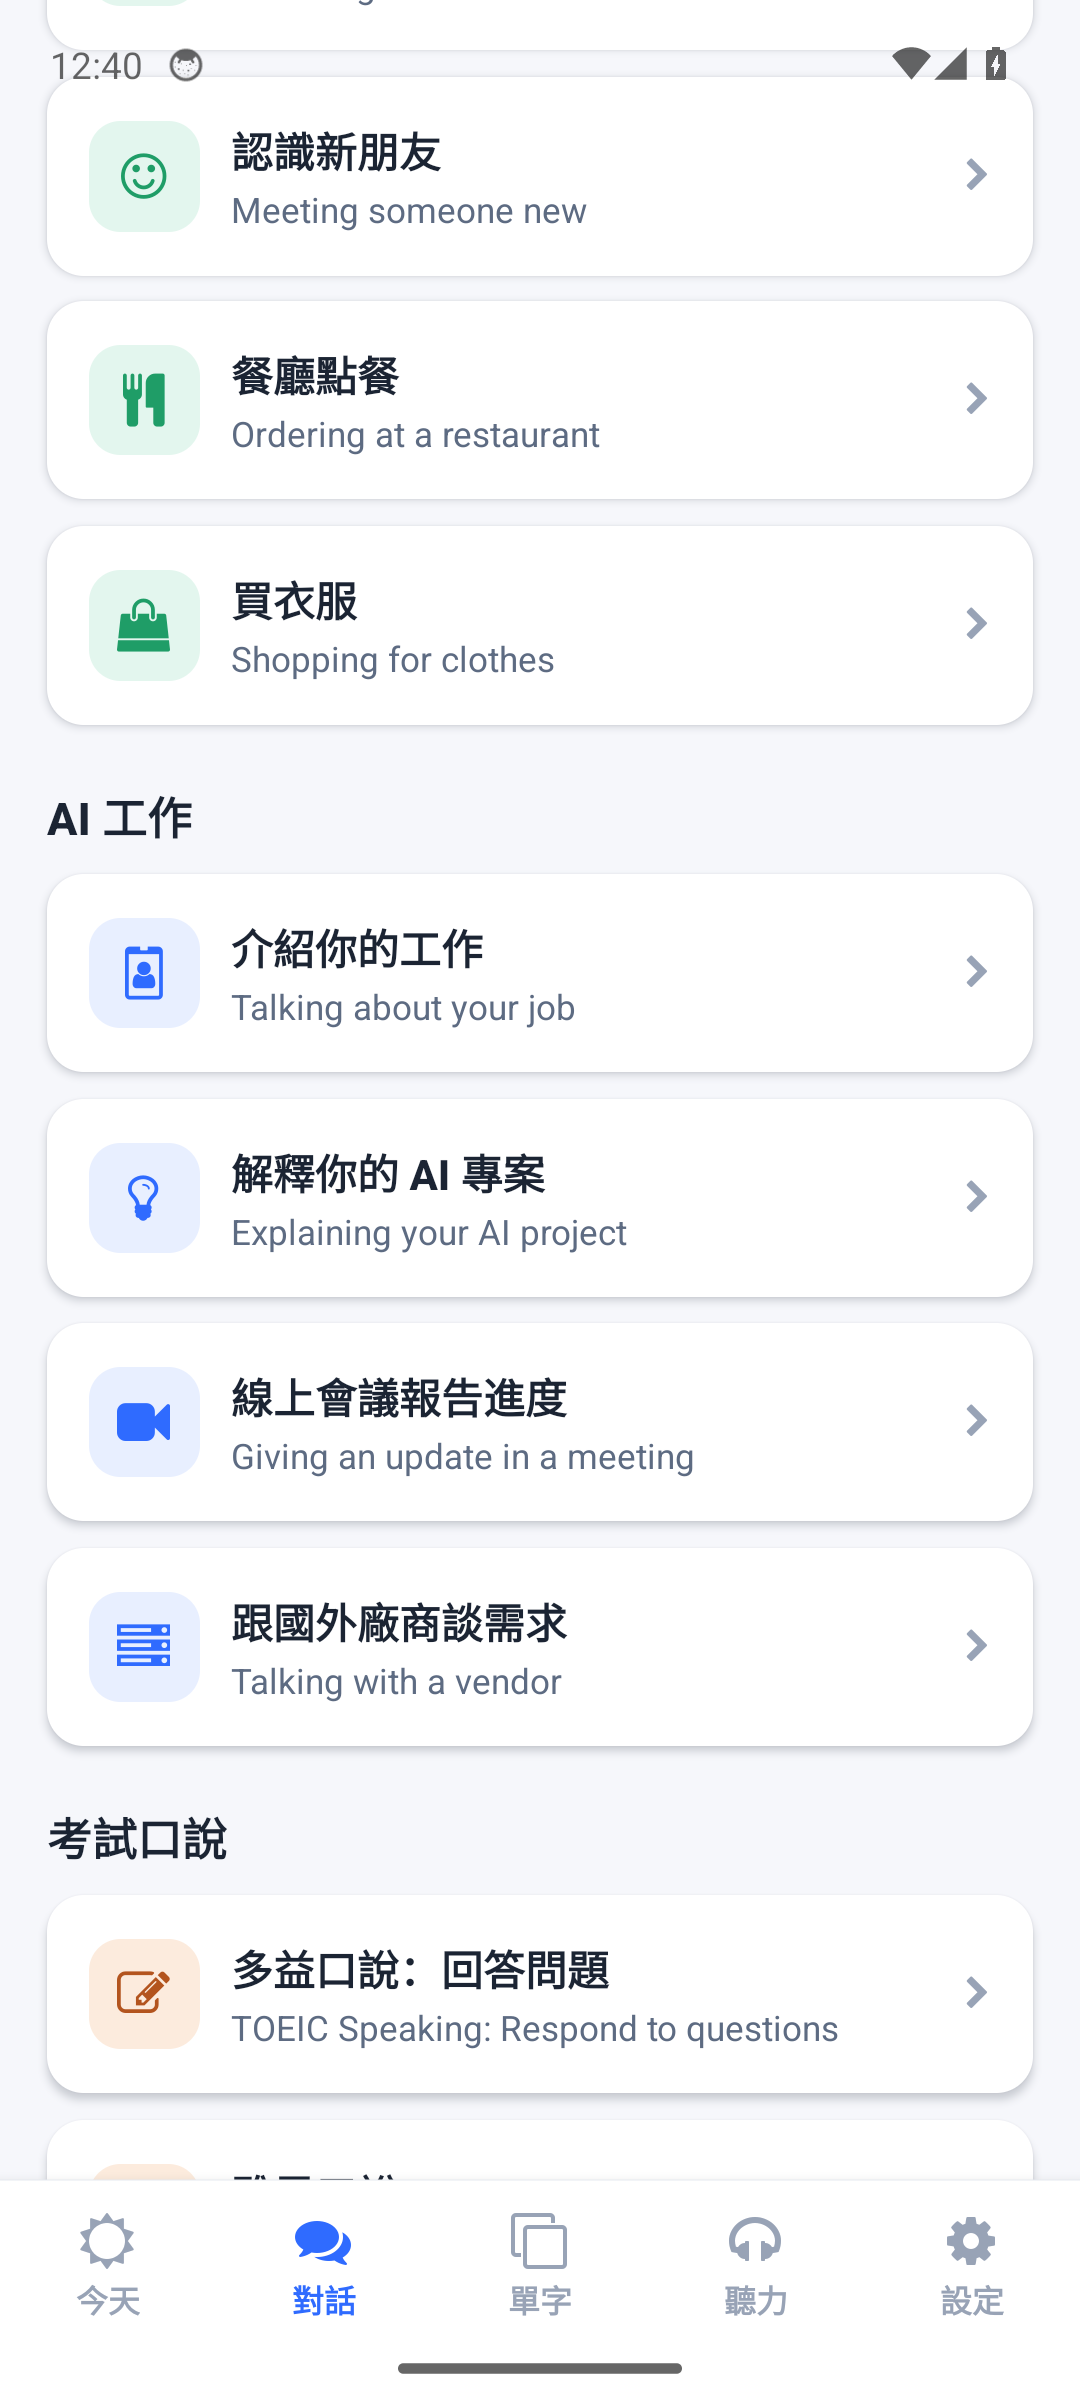 12:40
認識新朋友
Meeting someone new
餐廳點餐
Ordering at a restaurant
買衣服
Shopping for clothes
AI 工作
介紹你的工作
Talking about your job
解釋你的 AI 專案
Explaining your AI project
線上會議報告進度
Giving an update in a meeting
跟國外廠商談需求
Talking with a vendor
考試口說
多益口說：回答問題
TOEIC Speaking: Respond to questions
今天
對話
單字
聽力
設定